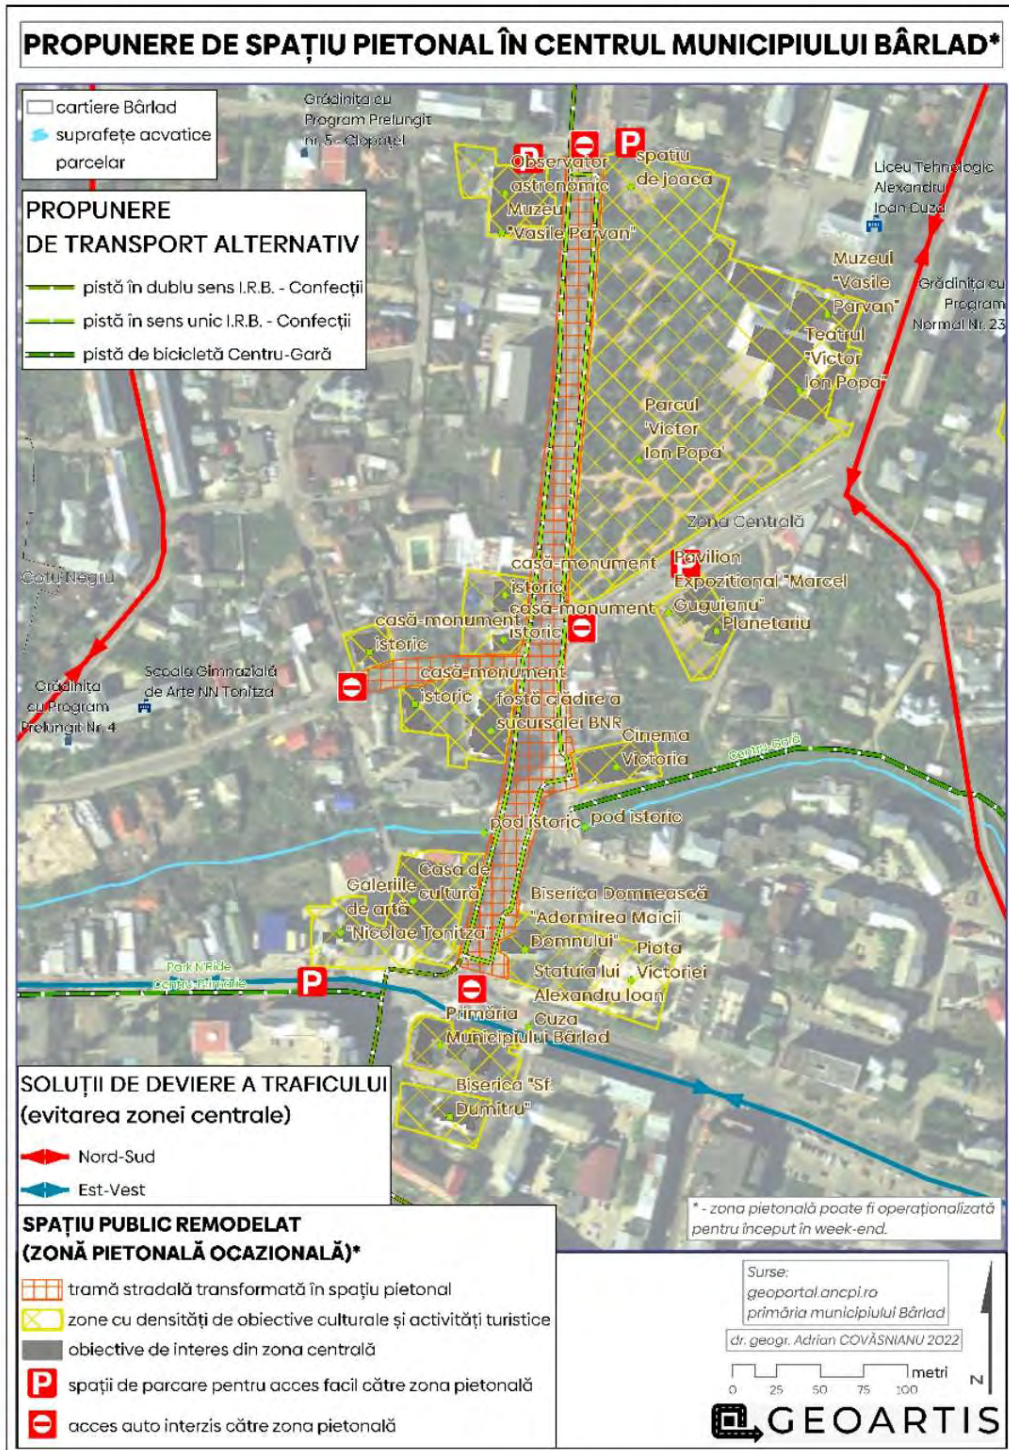 PROPUNERE DE SPAȚIU PIETONAL ÎN CENTRUL MUNICIPIULUI BÂRLAD*
cartiere Bârlad
suprafețe acvatice
parcelar
PROPUNERE
DE TRANSPORT ALTERNATIV
pistă în dublu sens I.R.B. - Confecții
pistă în sens unic I.R.B. - Confecții
pistă de bicicletă Centru-Gară
Grădinița cu
Program Prelungit
nr. 5 - Clopoțel
P
P
Observator
astronomic
Muzeu
"Vasile Parvan"
spatiu
de joaca
Liceu Tehnologic
Alexandru
Ioan Cuza
Muzeul
"Vasile
Parvan"
Grădinița cu
Program
Normal Nr. 23
Teatrul
"Victor
Ion Popa"
Parcul
'Victor
Ion Popa'
Zona Centrală
P
Pavilion
Expozitional "Marcel
Guguianu"
Planetariu
Cotu Negru
casă-monument
istoric
casă-monument
istoric
casă-monument
istoric
casă-monument
istoric
Școala Gimnazială
de Arte NN Tonitza
Grădinița
cu Program
Prelungit Nr. 4
fostă clădire a
sucursalei BNR
Cinema
Victoria
Centru-Gară
pod istoric
pod istoric
Casa de
cultură
Galeriile
de artă
"Nicolae Tonitza"
Biserica Domnească
"Adormirea Maicii
Domnului"
Piata
Victoriei
Statuia lui
Alexandru Ioan
Cuza
Park N'Ride
Centru-Primărie
P
Primăria
Municipiului Bârlad
Biserica "Sf.
Dumitru"
SOLUȚII DE DEVIERE A TRAFICULUI
(evitarea zonei centrale)
Nord-Sud
Est-Vest
* - zona pietonală poate fi operaționalizată
pentru început în week-end.
SPAȚIU PUBLIC REMODELAT
(ZONĂ PIETONALĂ OCAZIONALĂ)*
tramă stradală transformată în spațiu pietonal
zone cu densități de obiective culturale și activități turistice
obiective de interes din zona centrală
P spații de parcare pentru acces facil către zona pietonală
acces auto interzis către zona pietonală
Surse:
geoportal.ancpi.ro
primăria municipiului Bârlad
dr. geogr. Adrian COVĂSNIANU 2022
metri
0 25 50 75 100
N
GEOARTIS